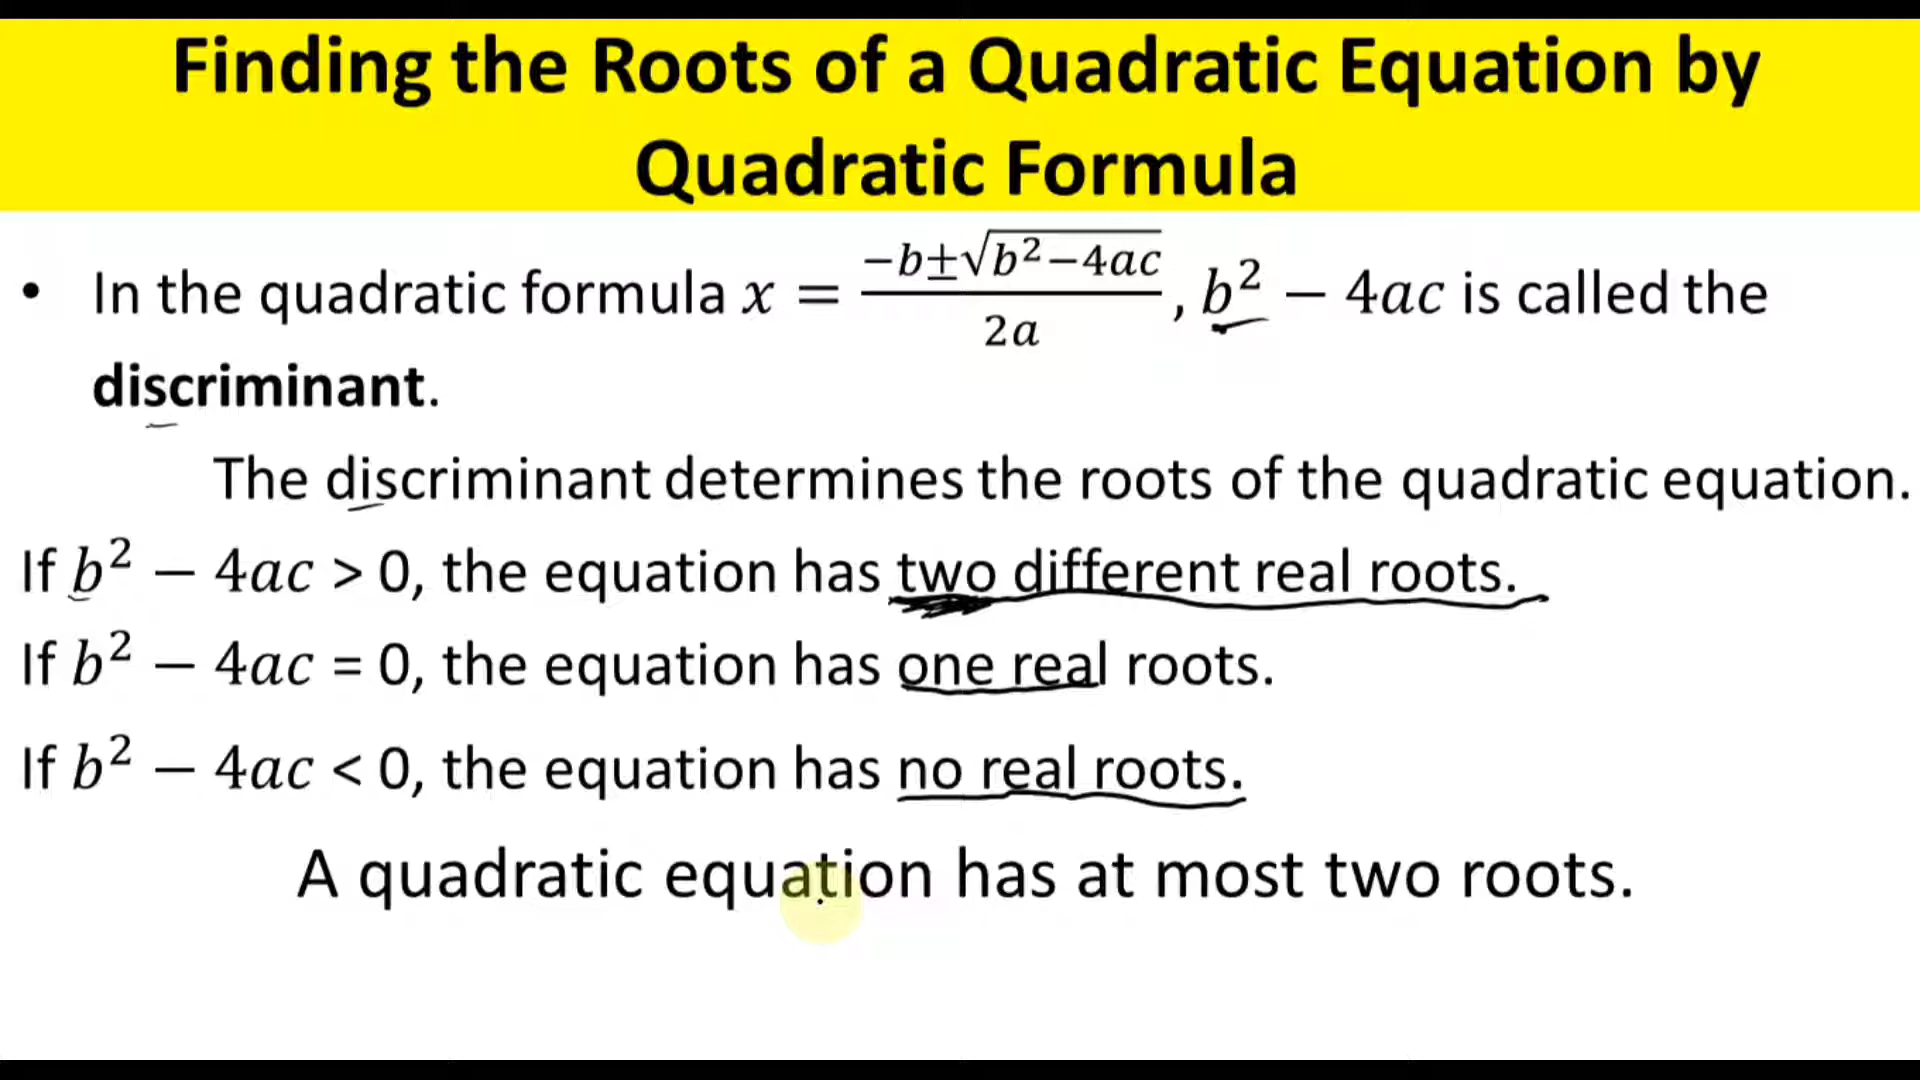 Finding the Roots of a Quadratic Equation by
Quadratic Formula
• In the quadratic formula x = (−b±√(b²−4ac))/(2a), b² − 4ac is called the
discriminant.
The discriminant determines the roots of the quadratic equation.
If b² − 4ac > 0, the equation has two different real roots.
If b² − 4ac = 0, the equation has one real roots.
If b² − 4ac < 0, the equation has no real roots.
A quadratic equation has at most two roots.